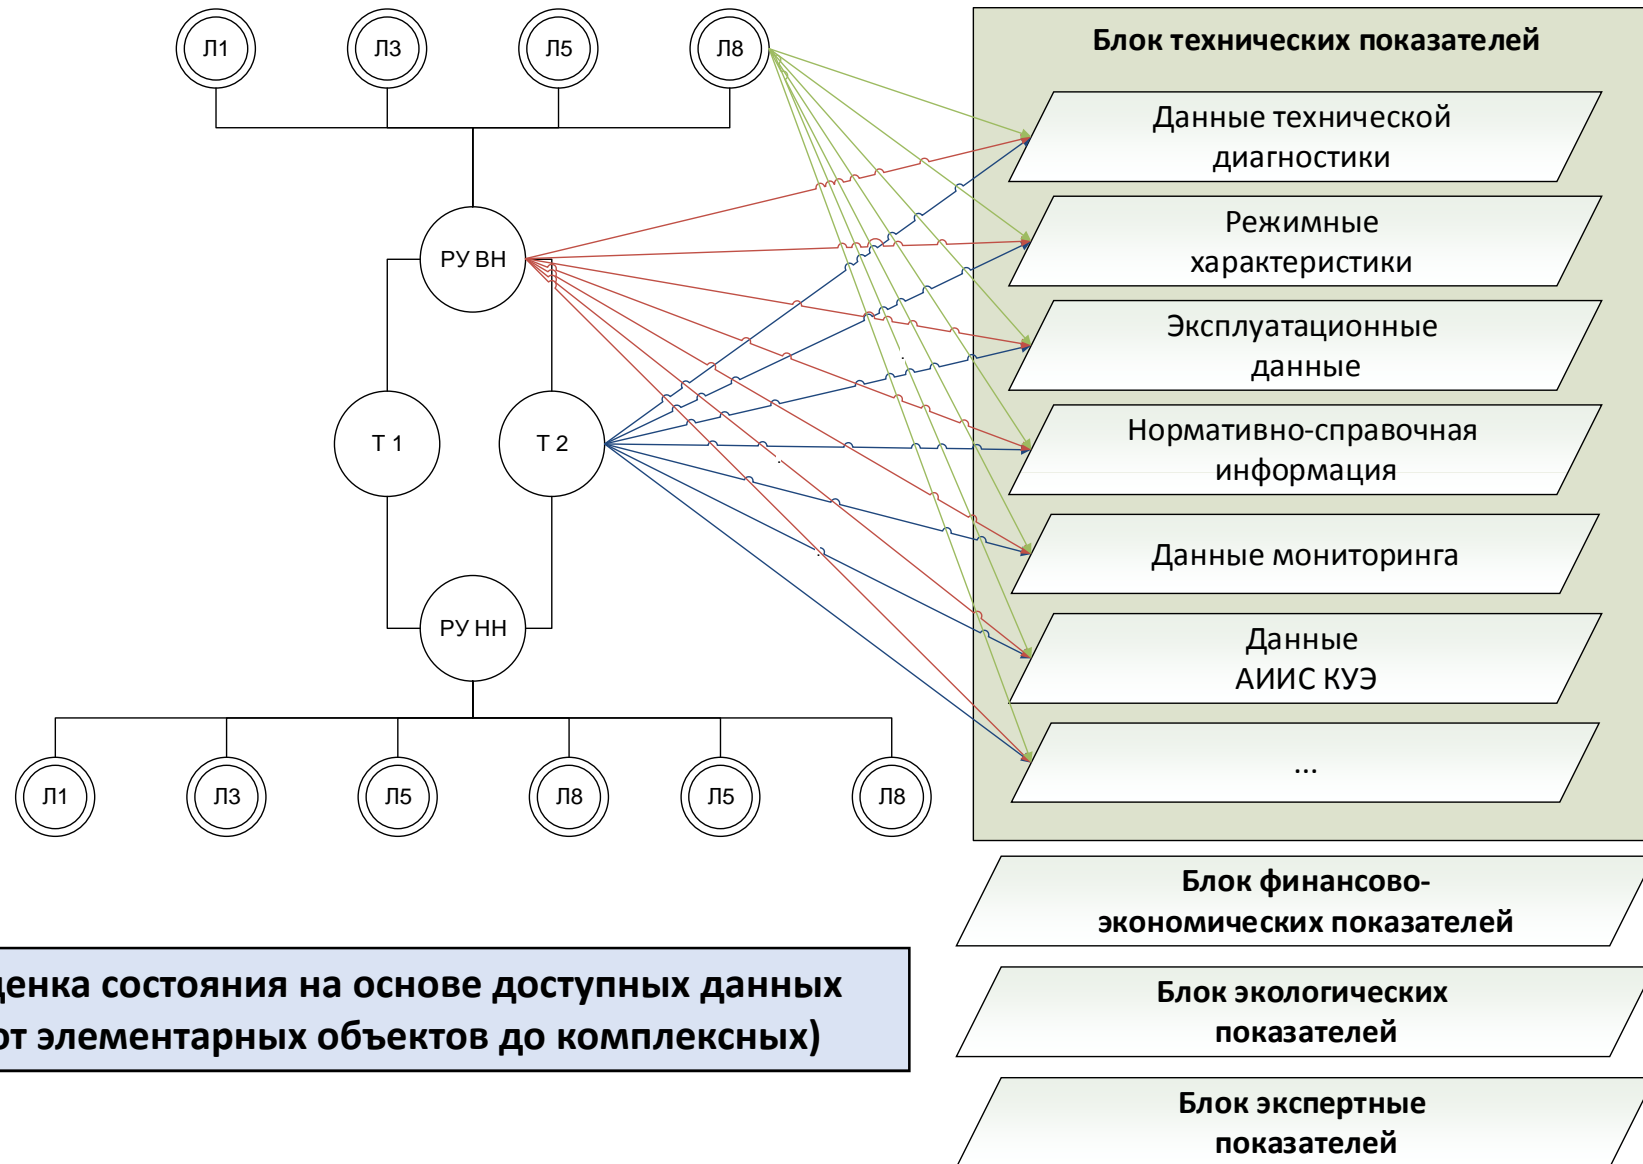 Л1
Л3
Л5
Л8
РУ ВН
Т 1
Т 2
РУ НН
Л1
Л3
Л5
Л8
Л5
Л8
Блок технических показателей
Данные технической
диагностики
Режимные
характеристики
Эксплуатационные
данные
Нормативно-справочная
информация
Данные мониторинга
Данные
АИИС КУЭ
...
Блок финансово-
экономических показателей
Блок экологических
показателей
Блок экспертные
показателей
ценка состояния на основе доступных данных
от элементарных объектов до комплексных)